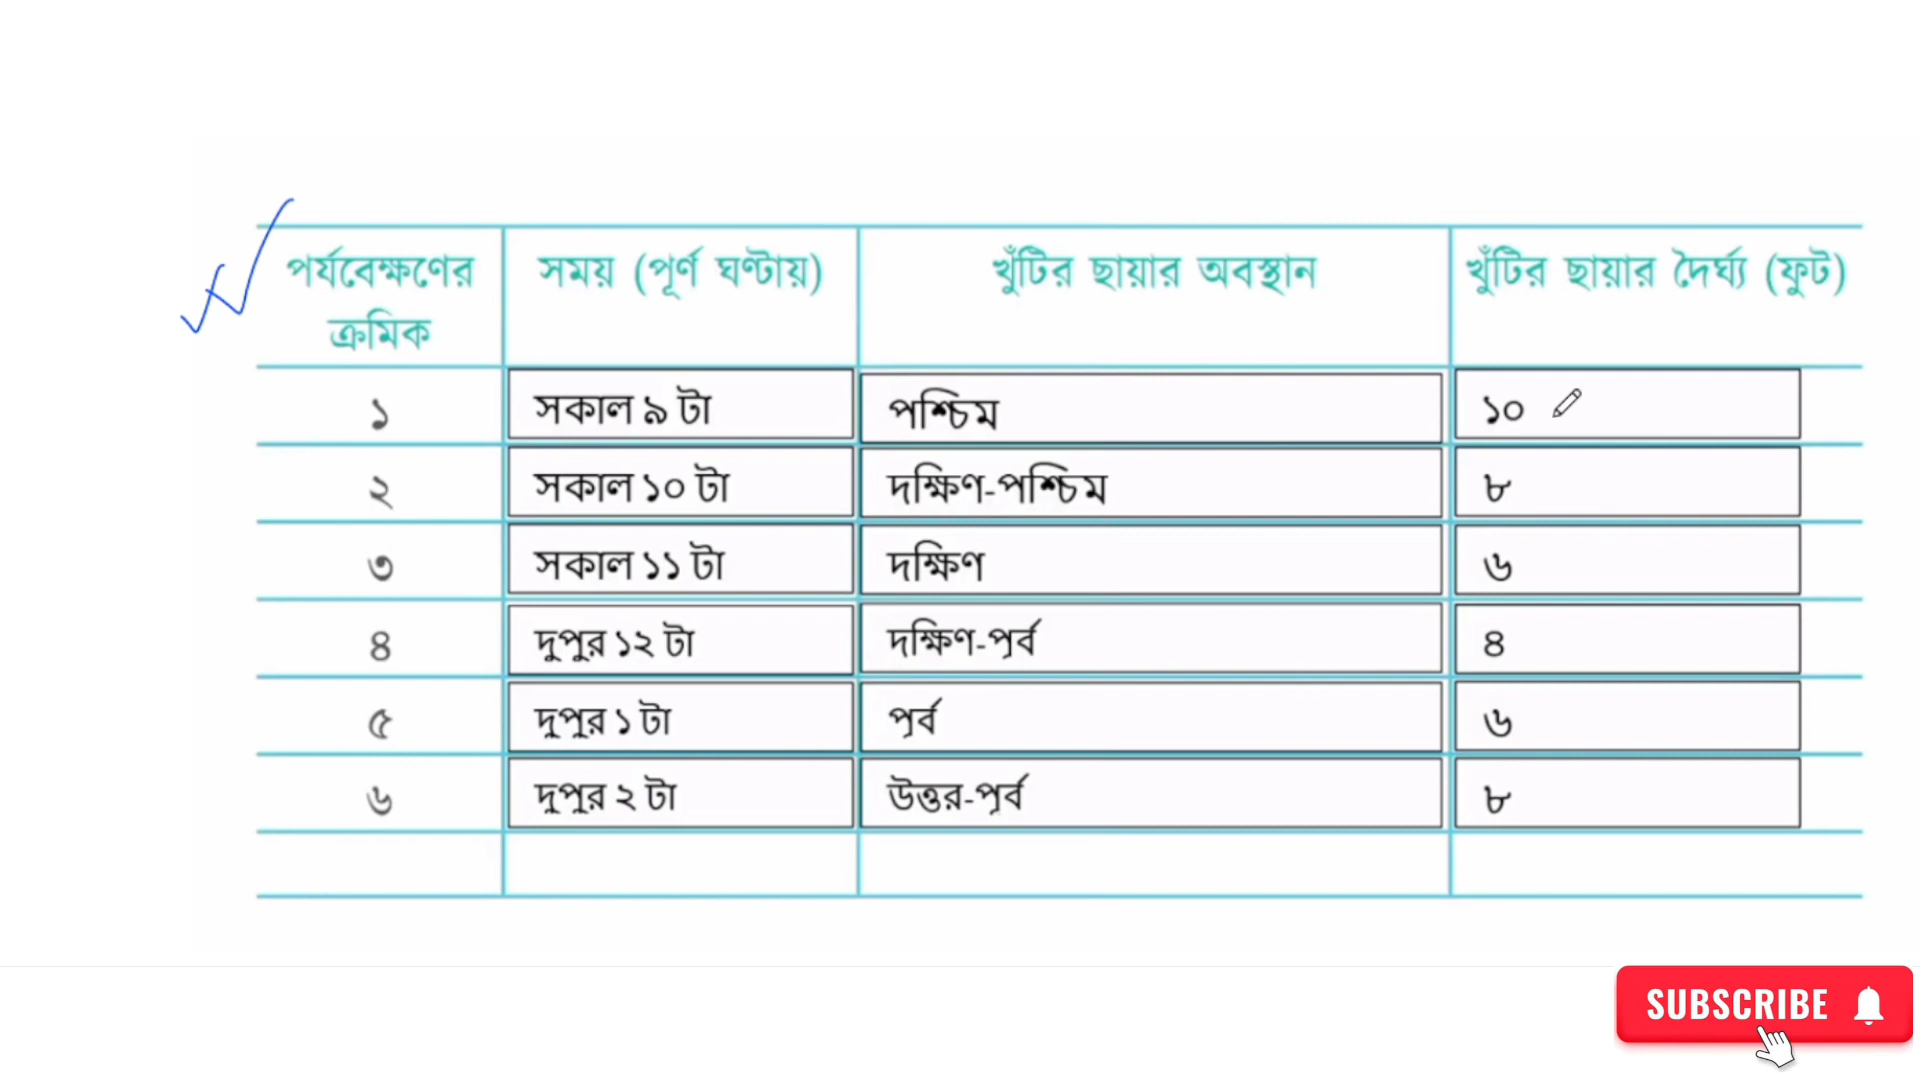 পর্যবেক্ষণের ক্রমিক	সময় (পূর্ণ ঘণ্টায়)	খুঁটির ছায়ার অবস্থান	খুঁটির ছায়ার দৈর্ঘ্য (ফুট)
১	সকাল ৯ টা	পশ্চিম	১০
২	সকাল ১০ টা	দক্ষিণ-পশ্চিম	৮
৩	সকাল ১১ টা	দক্ষিণ	৬
৪	দুপুর ১২ টা	দক্ষিণ-পূর্ব	৪
৫	দুপুর ১ টা	পূর্ব	৬
৬	দুপুর ২ টা	উত্তর-পূর্ব	৮
SUBSCRIBE